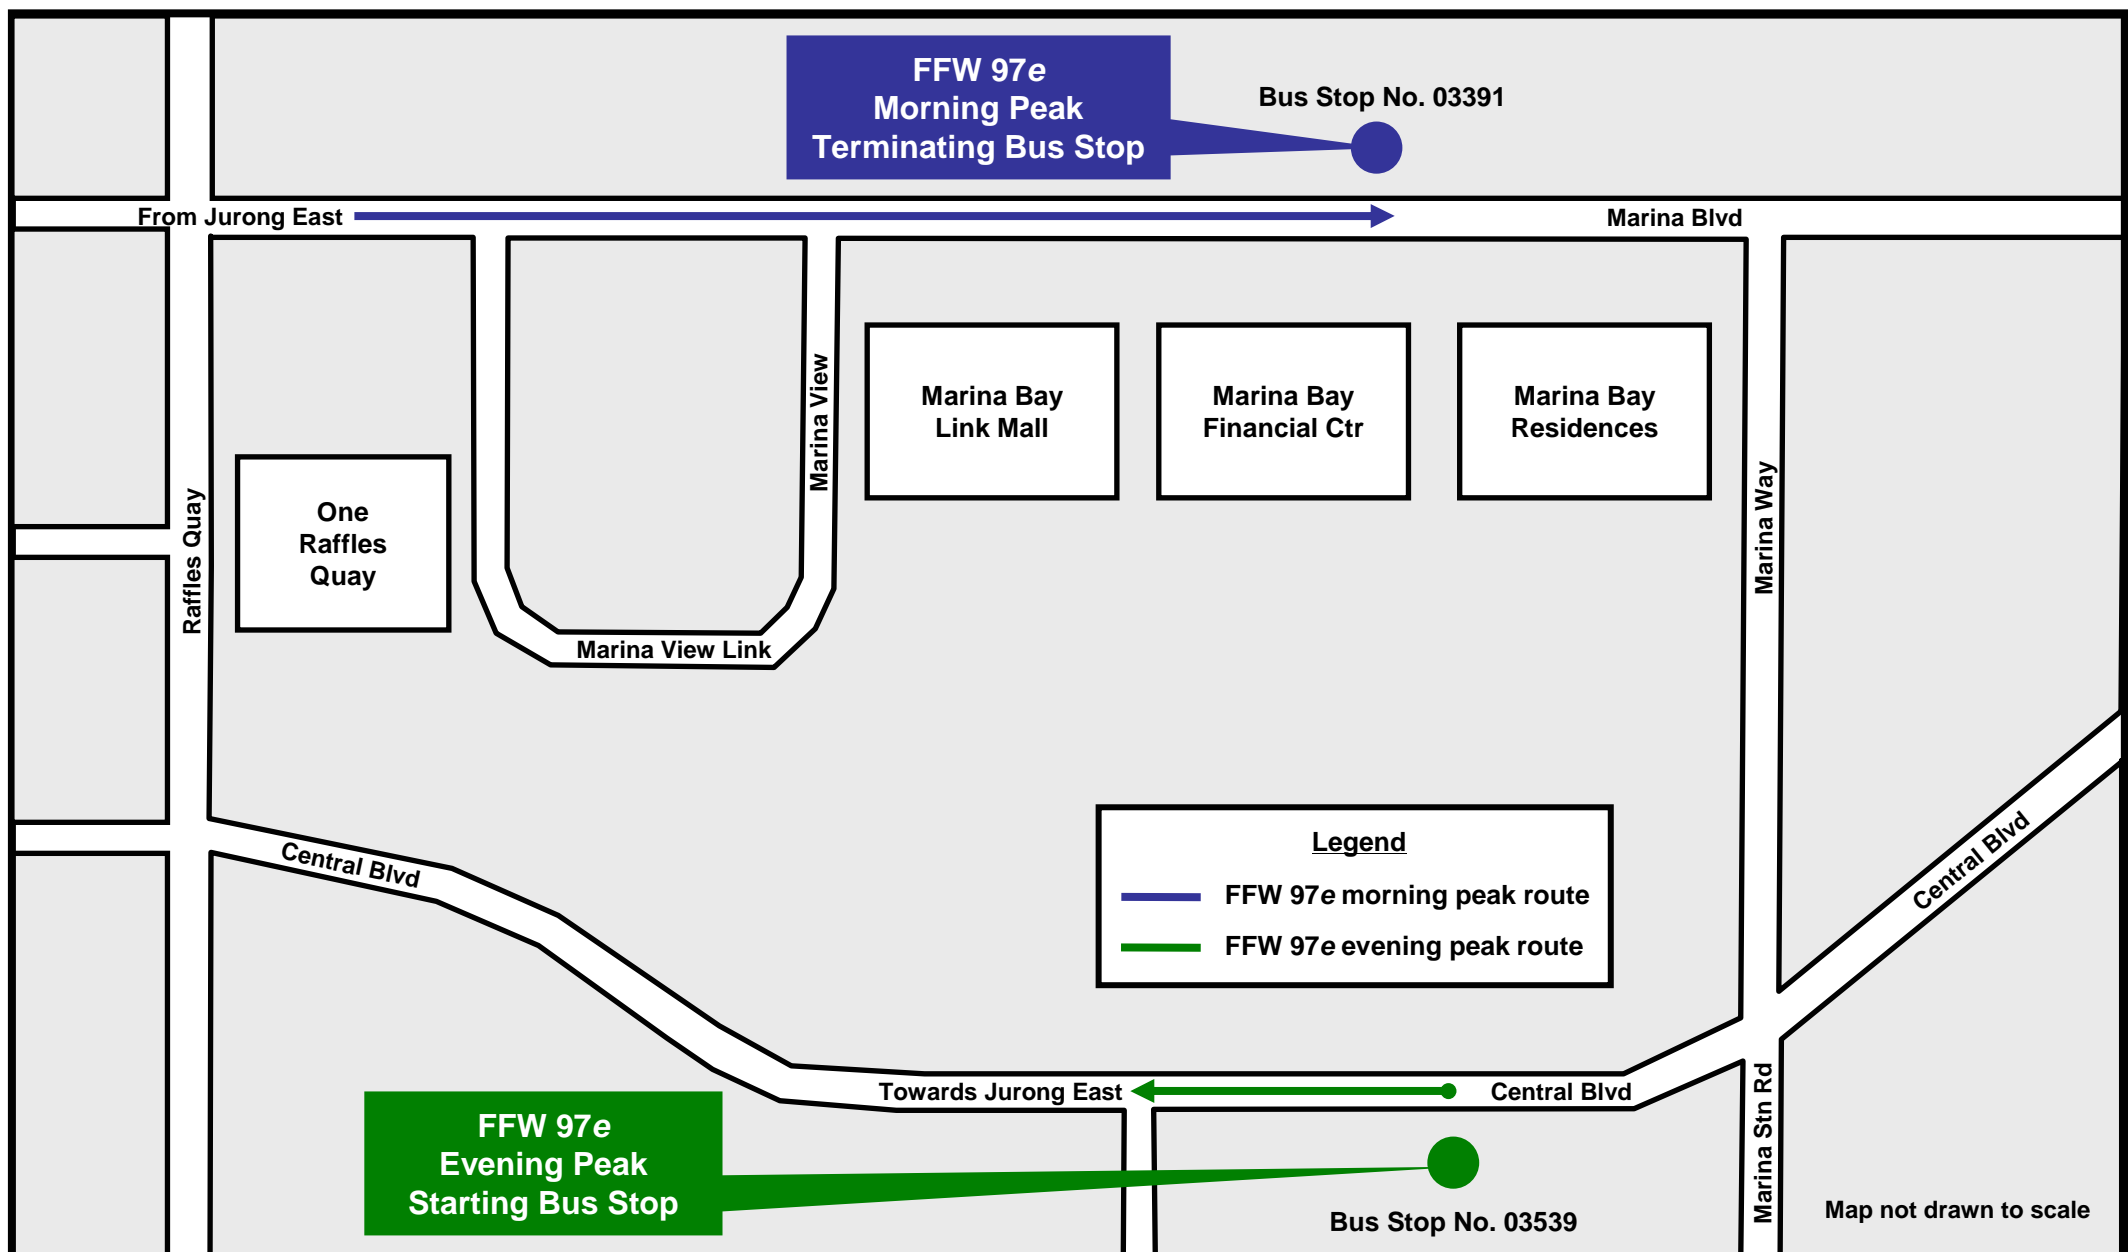 FFW 97e
Morning Peak
Terminating Bus Stop
Bus Stop No. 03391
From Jurong East
Marina Blvd
Marina View
Marina Bay
Link Mall
Marina Bay
Financial Ctr
Marina Bay
Residences
Raffles Quay
One
Raffles
Quay
Marina Way
Marina View Link
Central Blvd
Legend
FFW 97e morning peak route
FFW 97e evening peak route
Central Blvd
Towards Jurong East
Central Blvd
Marina Stn Rd
FFW 97e
Evening Peak
Starting Bus Stop
Bus Stop No. 03539
Map not drawn to scale